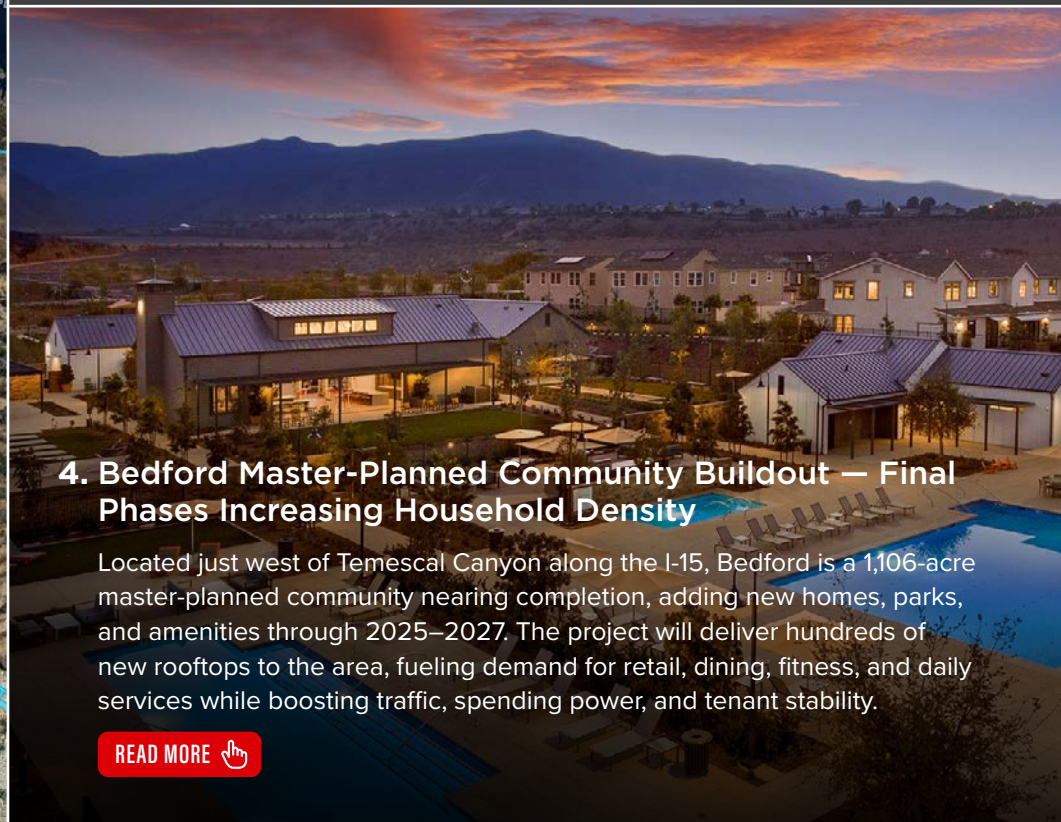 4. Bedford Master-Planned Community Buildout — Final
Phases Increasing Household Density
Located just west of Temescal Canyon along the I-15, Bedford is a 1,106-acre
master-planned community nearing completion, adding new homes, parks,
and amenities through 2025–2027. The project will deliver hundreds of
new rooftops to the area, fueling demand for retail, dining, fitness, and daily
services while boosting traffic, spending power, and tenant stability.
READ MORE